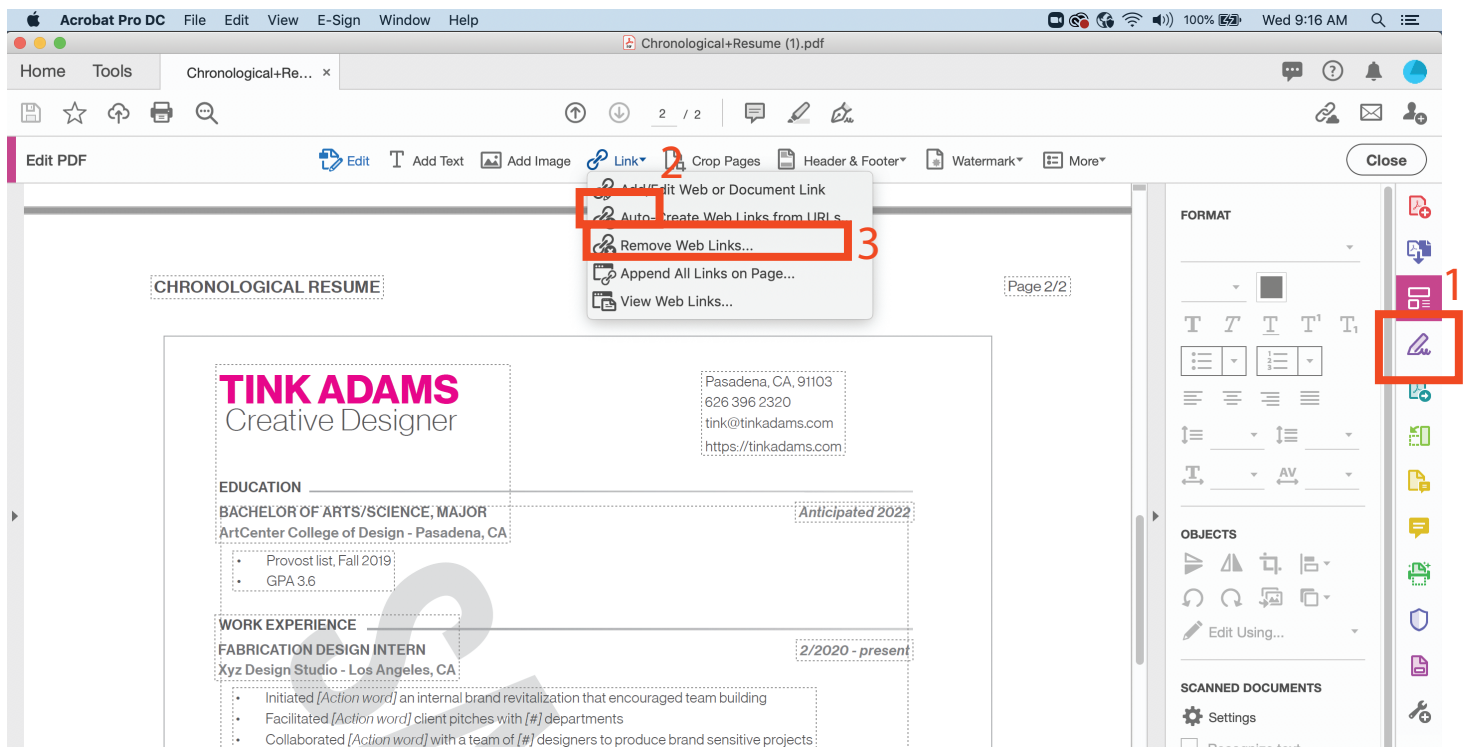 Acrobat Pro DC File Edit View E-Sign Window Help 100% Wed 9:16 AM
Chronological+Resume (1).pdf
Home Tools Chronological+Re... ×
2 / 2
Edit PDF Edit Add Text Add Image Link Crop Pages Header & Footer Watermark More Close
2
Add/Edit Web or Document Link
Auto-Create Web Links from URLs
Remove Web Links...
3
Append All Links on Page...
View Web Links...
1
FORMAT
OBJECTS
Edit Using...
SCANNED DOCUMENTS
Settings
Recognize text
CHRONOLOGICAL RESUME Page 2/2
TINK ADAMS
Creative Designer
Pasadena, CA, 91103
626 396 2320
tink@tinkadams.com
https://tinkadams.com
EDUCATION
BACHELOR OF ARTS/SCIENCE, MAJOR Anticipated 2022
ArtCenter College of Design - Pasadena, CA
• Provost list, Fall 2019
• GPA 3.6
WORK EXPERIENCE
FABRICATION DESIGN INTERN 2/2020 - present
Xyz Design Studio - Los Angeles, CA
• Initiated [Action word] an internal brand revitalization that encouraged team building
• Facilitated [Action word] client pitches with [#] departments
• Collaborated [Action word] with a team of [#] designers to produce brand sensitive projects